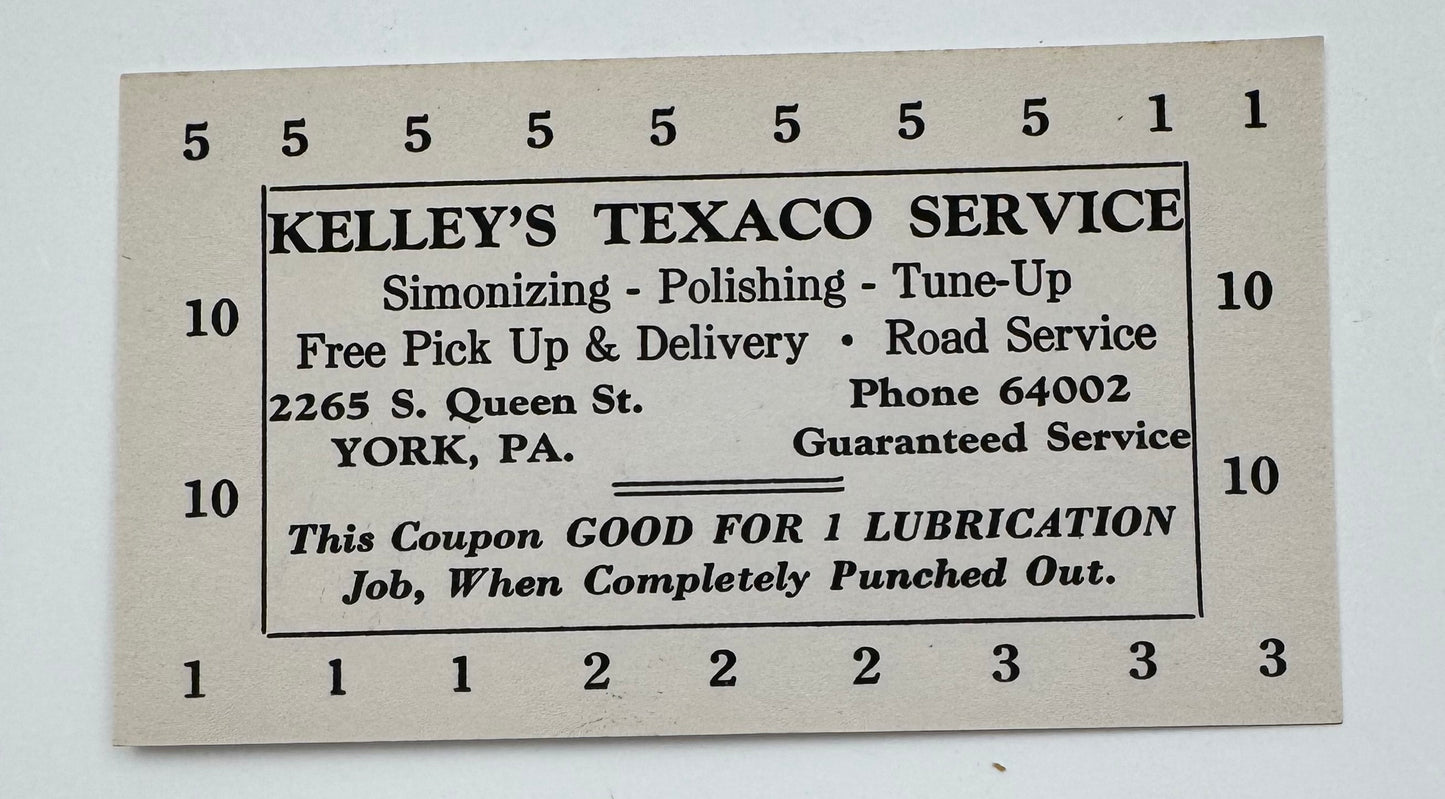 5 5 5 5 5 5 5 5 1 1
KELLEY'S TEXACO SERVICE
Simonizing - Polishing - Tune-Up
10 10
Free Pick Up & Delivery • Road Service
2265 S. Queen St. Phone 64002
YORK, PA. Guaranteed Service
10 10
This Coupon GOOD FOR 1 LUBRICATION
Job, When Completely Punched Out.
1 1 1 2 2 2 3 3 3